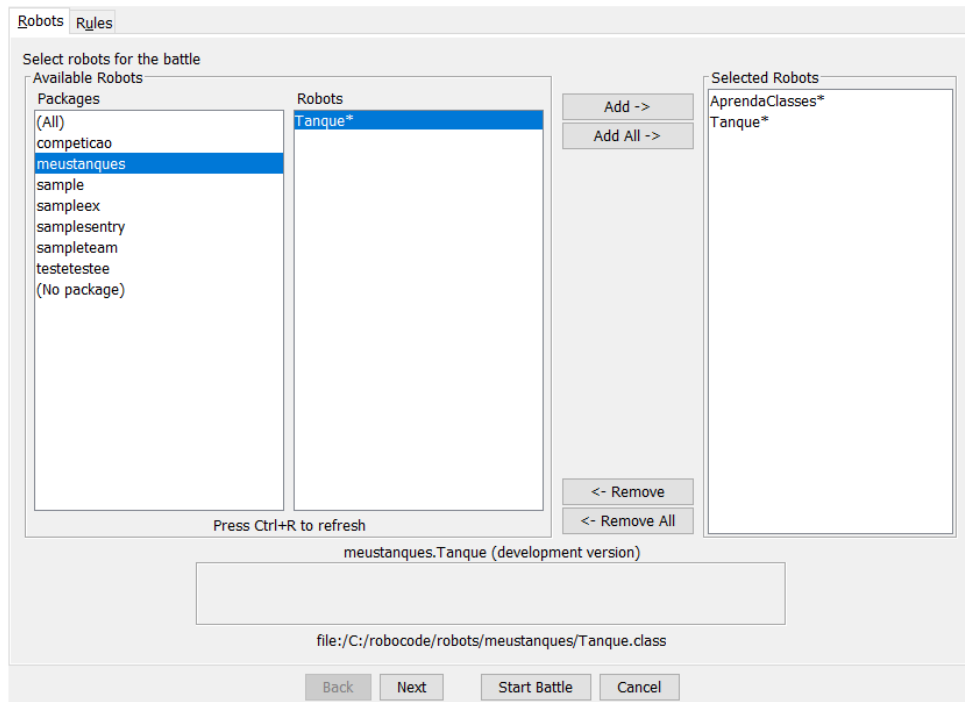 Robots Rules
Select robots for the battle
Available Robots
Packages
(All)
competicao
meustanques
sample
sampleex
samplesentry
sampleteam
testetestee
(No package)
Robots
Tanque*
Press Ctrl+R to refresh
Add ->
Add All ->
<- Remove
<- Remove All
Selected Robots
AprendaClasses*
Tanque*
meustanques.Tanque (development version)
file:/C:/robocode/robots/meustanques/Tanque.class
Back Next Start Battle Cancel